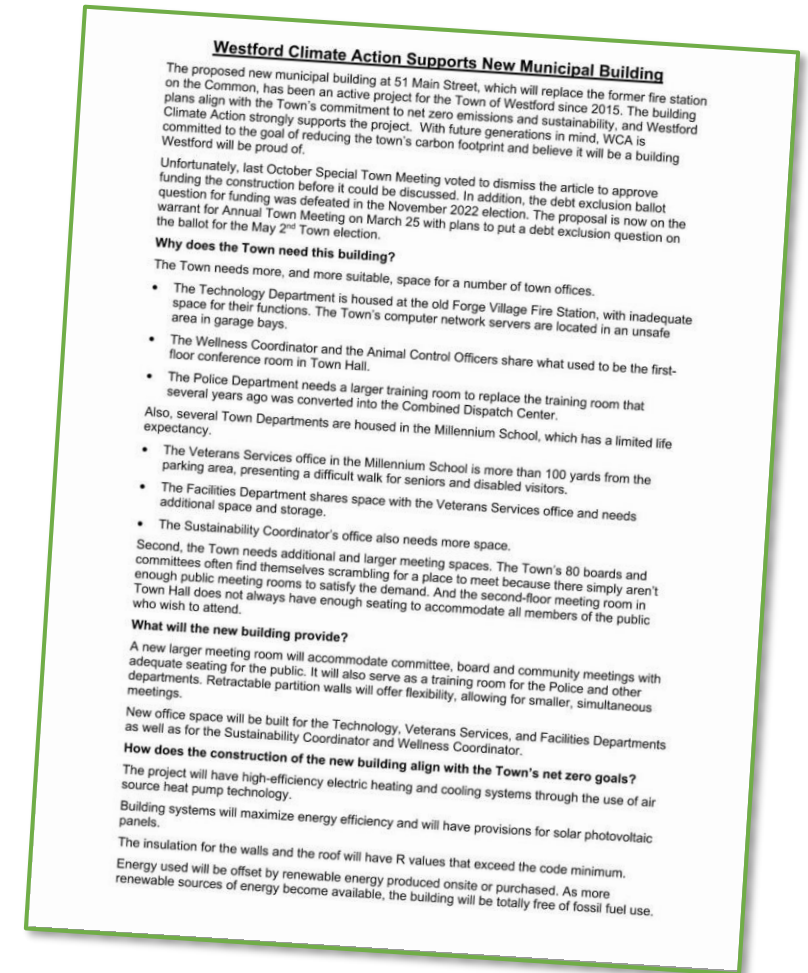 Westford Climate Action Supports New Municipal Building
The proposed new municipal building at 51 Main Street, which will replace the former fire station
on the Common, has been an active project for the Town of Westford since 2015. The building
plans align with the Town's commitment to net zero emissions and sustainability, and Westford
Climate Action strongly supports the project.  With future generations in mind, WCA is
committed to the goal of reducing the town's carbon footprint and believe it will be a building
Westford will be proud of.
Unfortunately, last October Special Town Meeting voted to dismiss the article to approve
funding the construction before it could be discussed. In addition, the debt exclusion ballot
question for funding was defeated in the November 2022 election. The proposal is now on the
warrant for Annual Town Meeting on March 25 with plans to put a debt exclusion question on
the ballot for the May 2nd Town election.
Why does the Town need this building?
The Town needs more, and more suitable, space for a number of town offices.
• The Technology Department is housed at the old Forge Village Fire Station, with inadequate
space for their functions. The Town's computer network servers are located in an unsafe
area in garage bays.
• The Wellness Coordinator and the Animal Control Officers share what used to be the first-
floor conference room in Town Hall.
• The Police Department needs a larger training room to replace the training room that
several years ago was converted into the Combined Dispatch Center.
Also, several Town Departments are housed in the Millennium School, which has a limited life
expectancy.
• The Veterans Services office in the Millennium School is more than 100 yards from the
parking area, presenting a difficult walk for seniors and disabled visitors.
• The Facilities Department shares space with the Veterans Services office and needs
additional space and storage.
• The Sustainability Coordinator's office also needs more space.
Second, the Town needs additional and larger meeting spaces. The Town's 80 boards and
committees often find themselves scrambling for a place to meet because there simply aren't
enough public meeting rooms to satisfy the demand. And the second-floor meeting room in
Town Hall does not always have enough seating to accommodate all members of the public
who wish to attend.
What will the new building provide?
A new larger meeting room will accommodate committee, board and community meetings with
adequate seating for the public. It will also serve as a training room for the Police and other
departments. Retractable partition walls will offer flexibility, allowing for smaller, simultaneous
meetings.
New office space will be built for the Technology, Veterans Services, and Facilities Departments
as well as for the Sustainability Coordinator and Wellness Coordinator.
How does the construction of the new building align with the Town's net zero goals?
The project will have high-efficiency electric heating and cooling systems through the use of air
source heat pump technology.
Building systems will maximize energy efficiency and will have provisions for solar photovoltaic
panels.
The insulation for the walls and the roof will have R values that exceed the code minimum.
Energy used will be offset by renewable energy produced onsite or purchased. As more
renewable sources of energy become available, the building will be totally free of fossil fuel use.